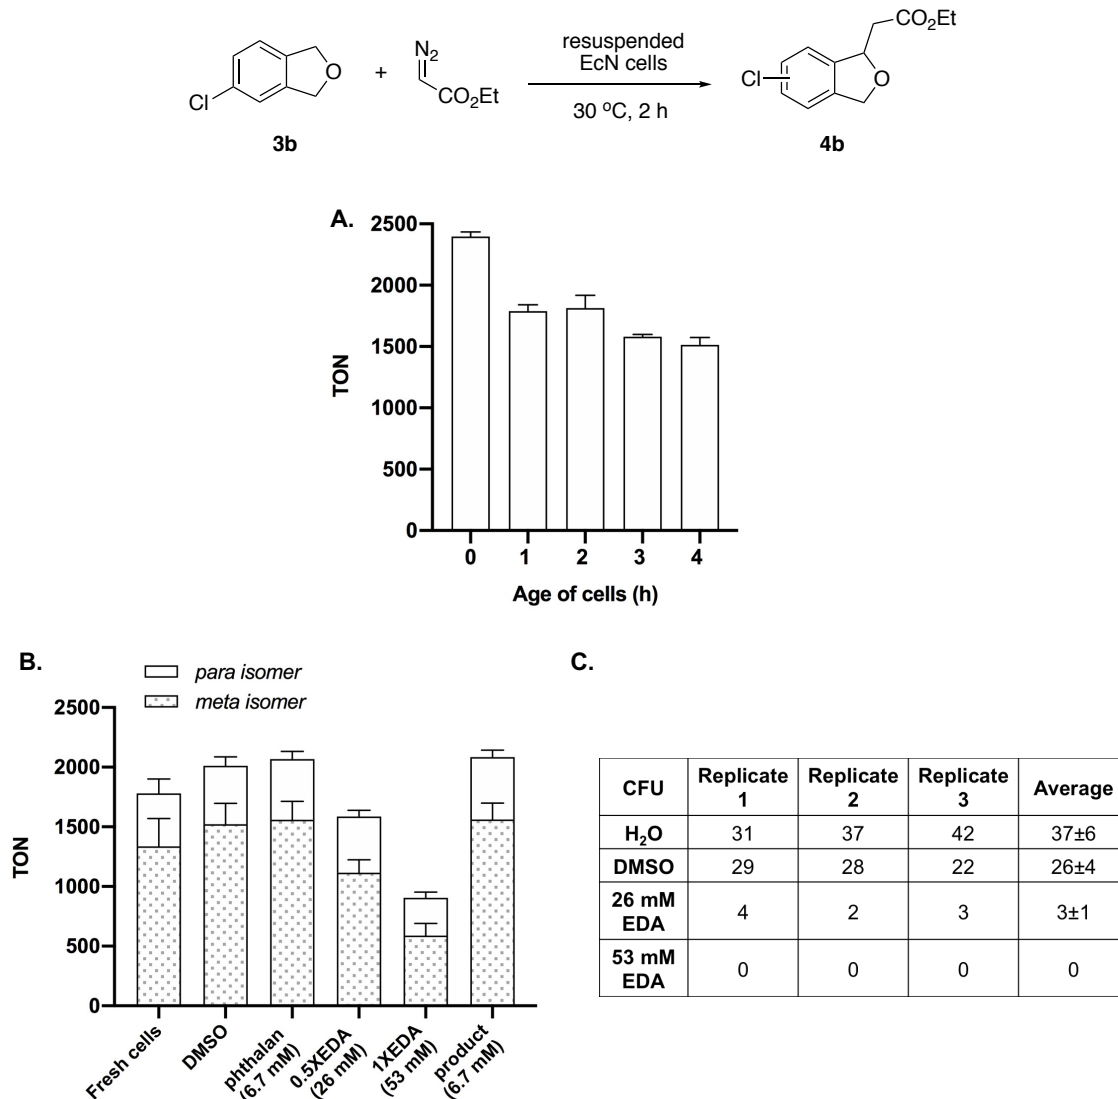 N2
CO2Et
O
Cl
+
resuspended
EcN cells
30 ºC, 2 h
CO2Et
O
Cl
3b
4b
A.
2500
2000
1500
1000
500
0
TON
0 1 2 3 4
Age of cells (h)
B.
para isomer
meta isomer
2500
2000
1500
1000
500
0
TON
Fresh cells
DMSO
phthalan
(6.7 mM)
0.5XEDA
(26 mM)
1XEDA
(53 mM)
product
(6.7 mM)
C.
CFU Replicate 1 Replicate 2 Replicate 3 Average
H2O 31 37 42 37±6
DMSO 29 28 22 26±4
26 mM EDA 4 2 3 3±1
53 mM EDA 0 0 0 0